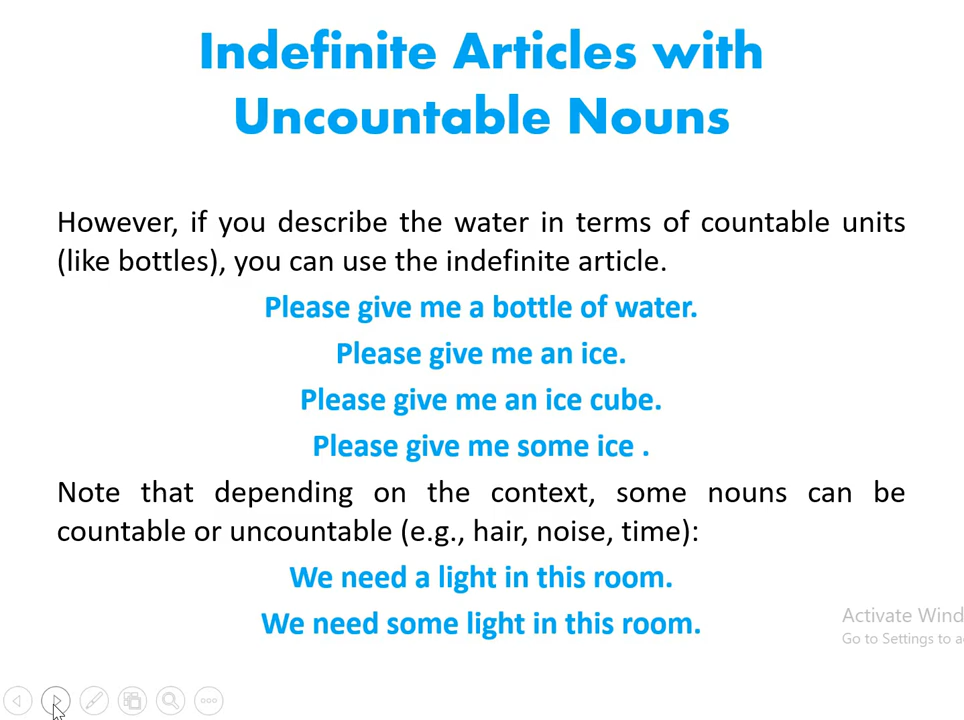 Indefinite Articles with
Uncountable Nouns
However, if you describe the water in terms of countable units
(like bottles), you can use the indefinite article.
Please give me a bottle of water.
Please give me an ice.
Please give me an ice cube.
Please give me some ice .
Note that depending on the context, some nouns can be
countable or uncountable (e.g., hair, noise, time):
We need a light in this room.
We need some light in this room.
Activate Wind
Go to Settings to a